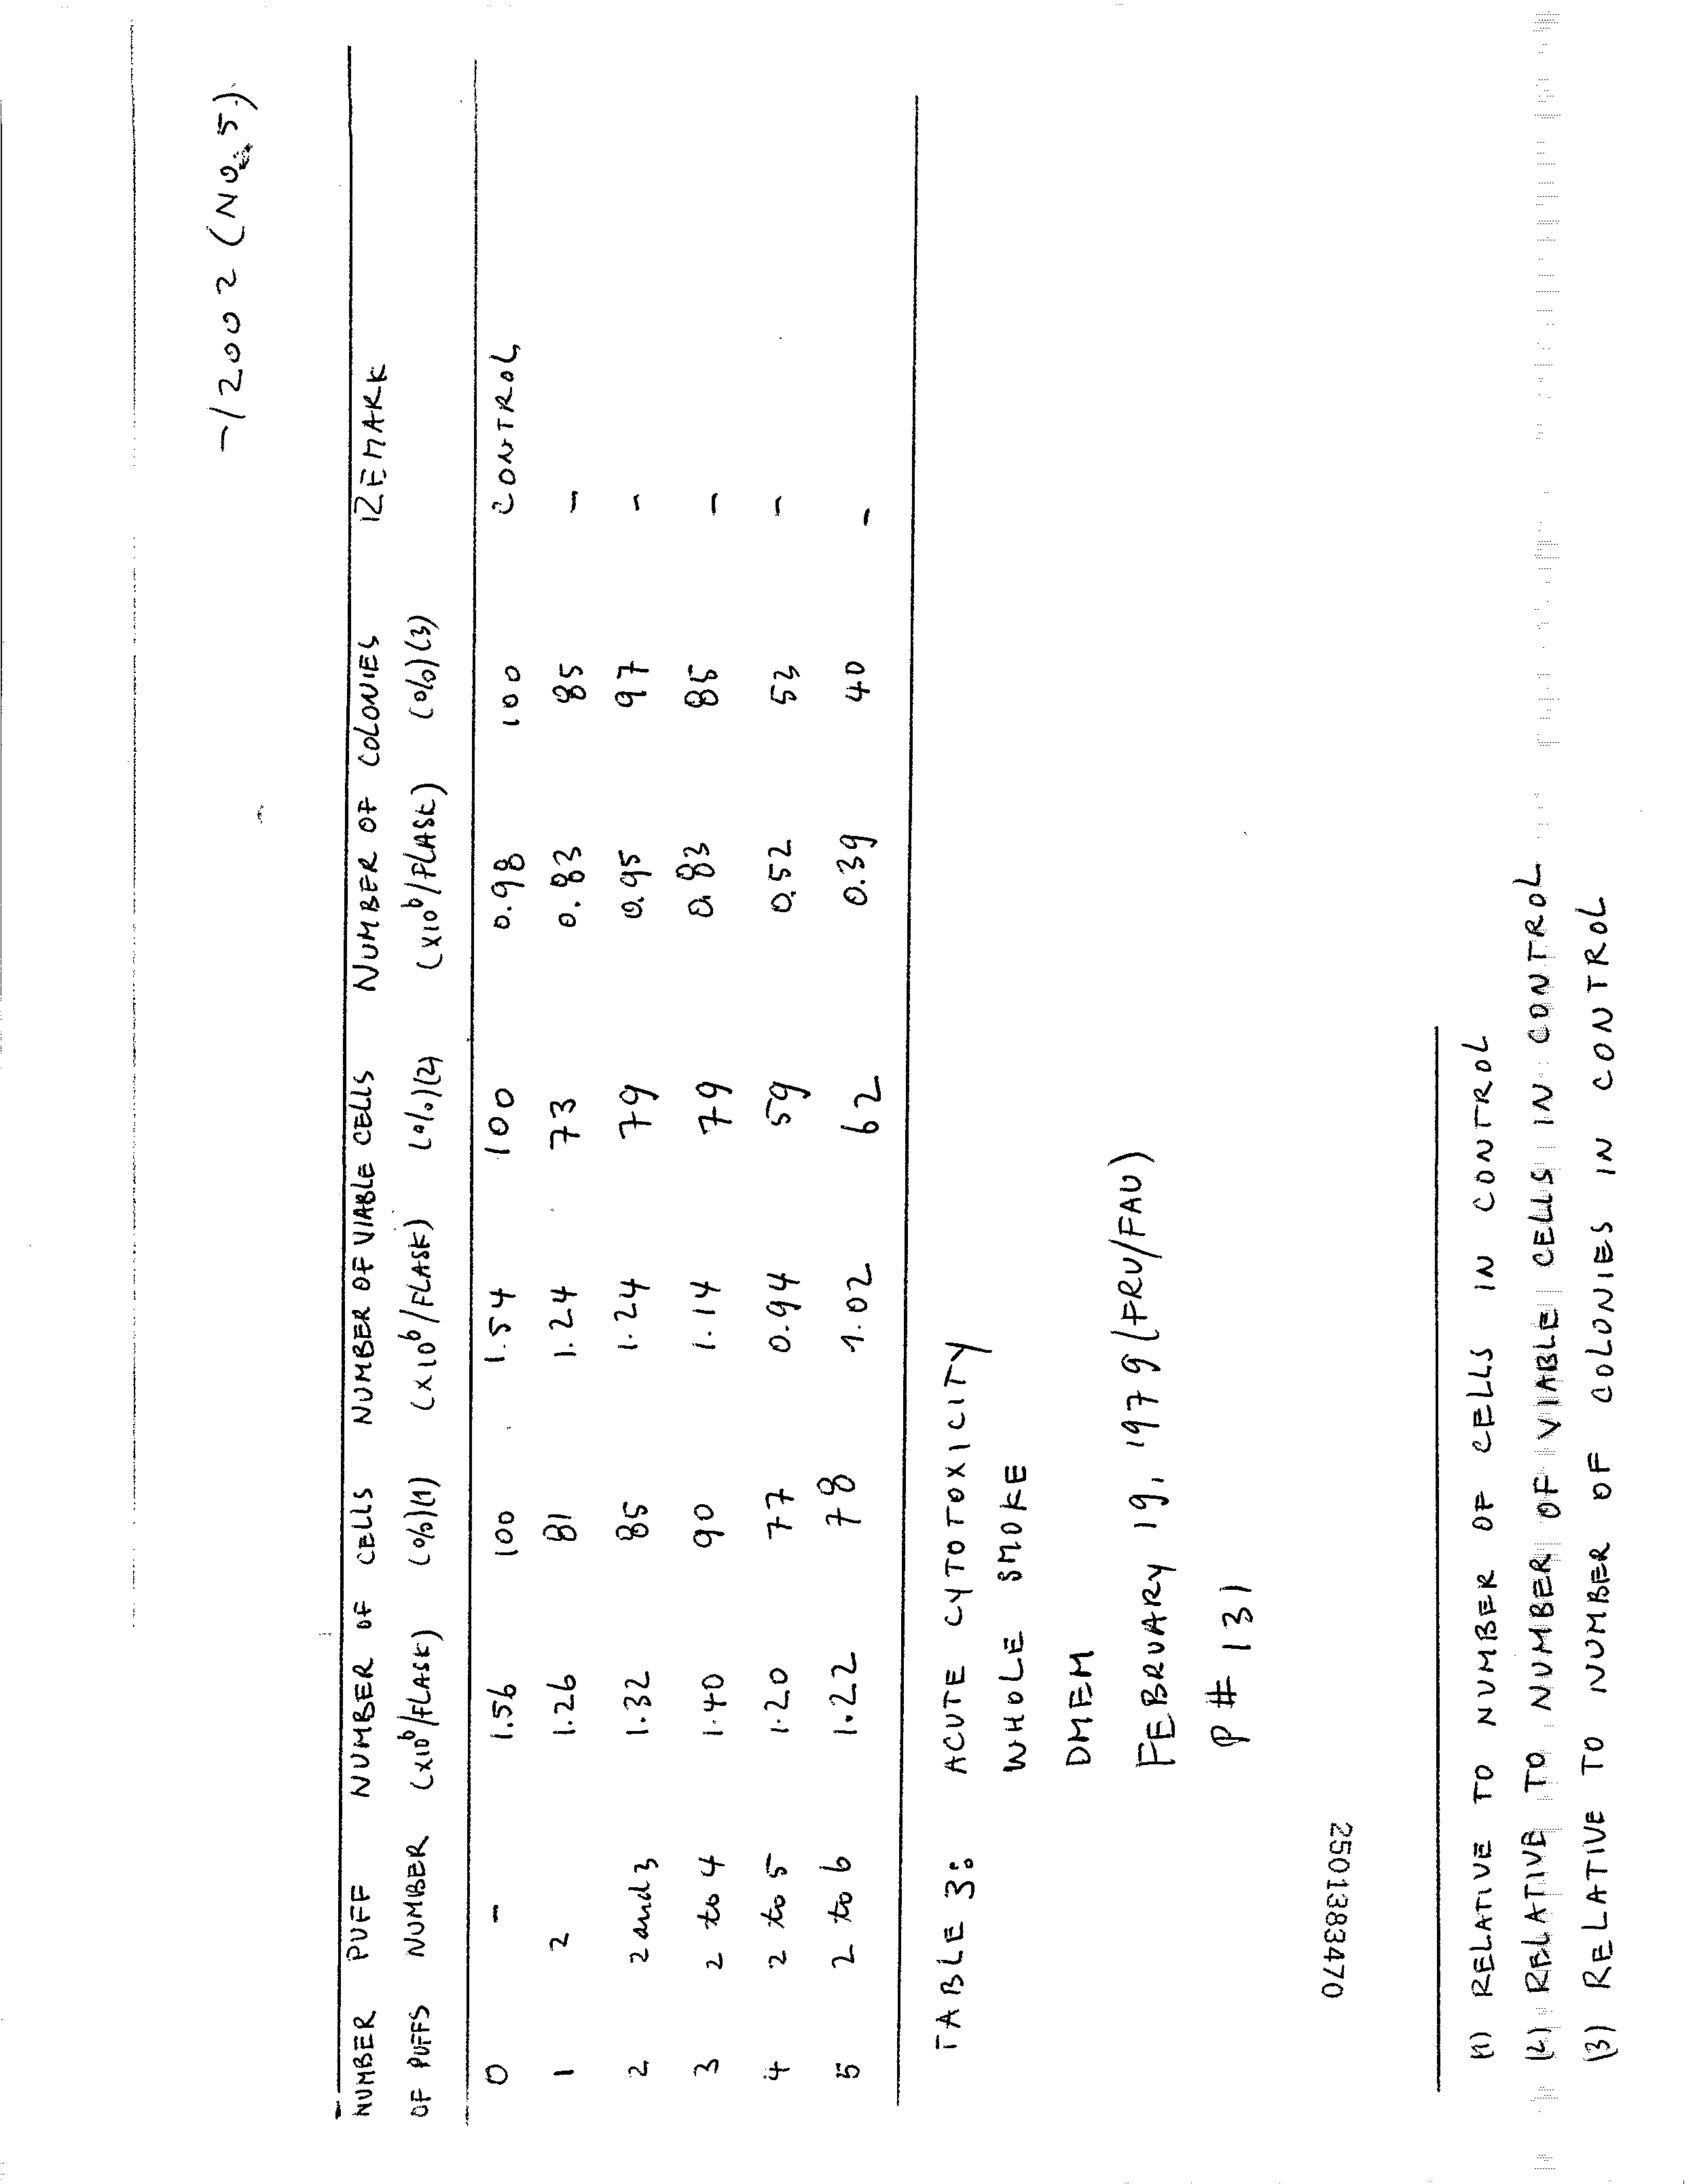 -/2002 (NO. 5)
NUMBER PUFF NUMBER OF CELLS NUMBER OF VIABLE CELLS NUMBER OF COLONIES REMARK
OF PUFFS NUMBER (x10⁶/FLASK) (%)(1) (x10⁶/FLASK) (%)(2) (x10⁶/FLASK) (%)(3)
0 - 1.56 100 1.54 100 0.98 100 CONTROL
1 2 1.26 81 1.24 73 0.83 85 -
2 2 and 3 1.32 85 1.24 79 0.95 97 -
3 2 to 4 1.40 90 1.14 79 0.83 85 -
4 2 to 5 1.20 77 0.94 59 0.52 53 -
5 2 to 6 1.22 78 1.02 62 0.39 40 -
TABLE 3: ACUTE CYTOTOXICITY
WHOLE SMOKE
DMEM
FEBRUARY 19, 1979 (FRU/FAU)
P # 131
2501383470
(1) RELATIVE TO NUMBER OF CELLS IN CONTROL
(2) RELATIVE TO NUMBER OF VIABLE CELLS IN CONTROL
(3) RELATIVE TO NUMBER OF COLONIES IN CONTROL